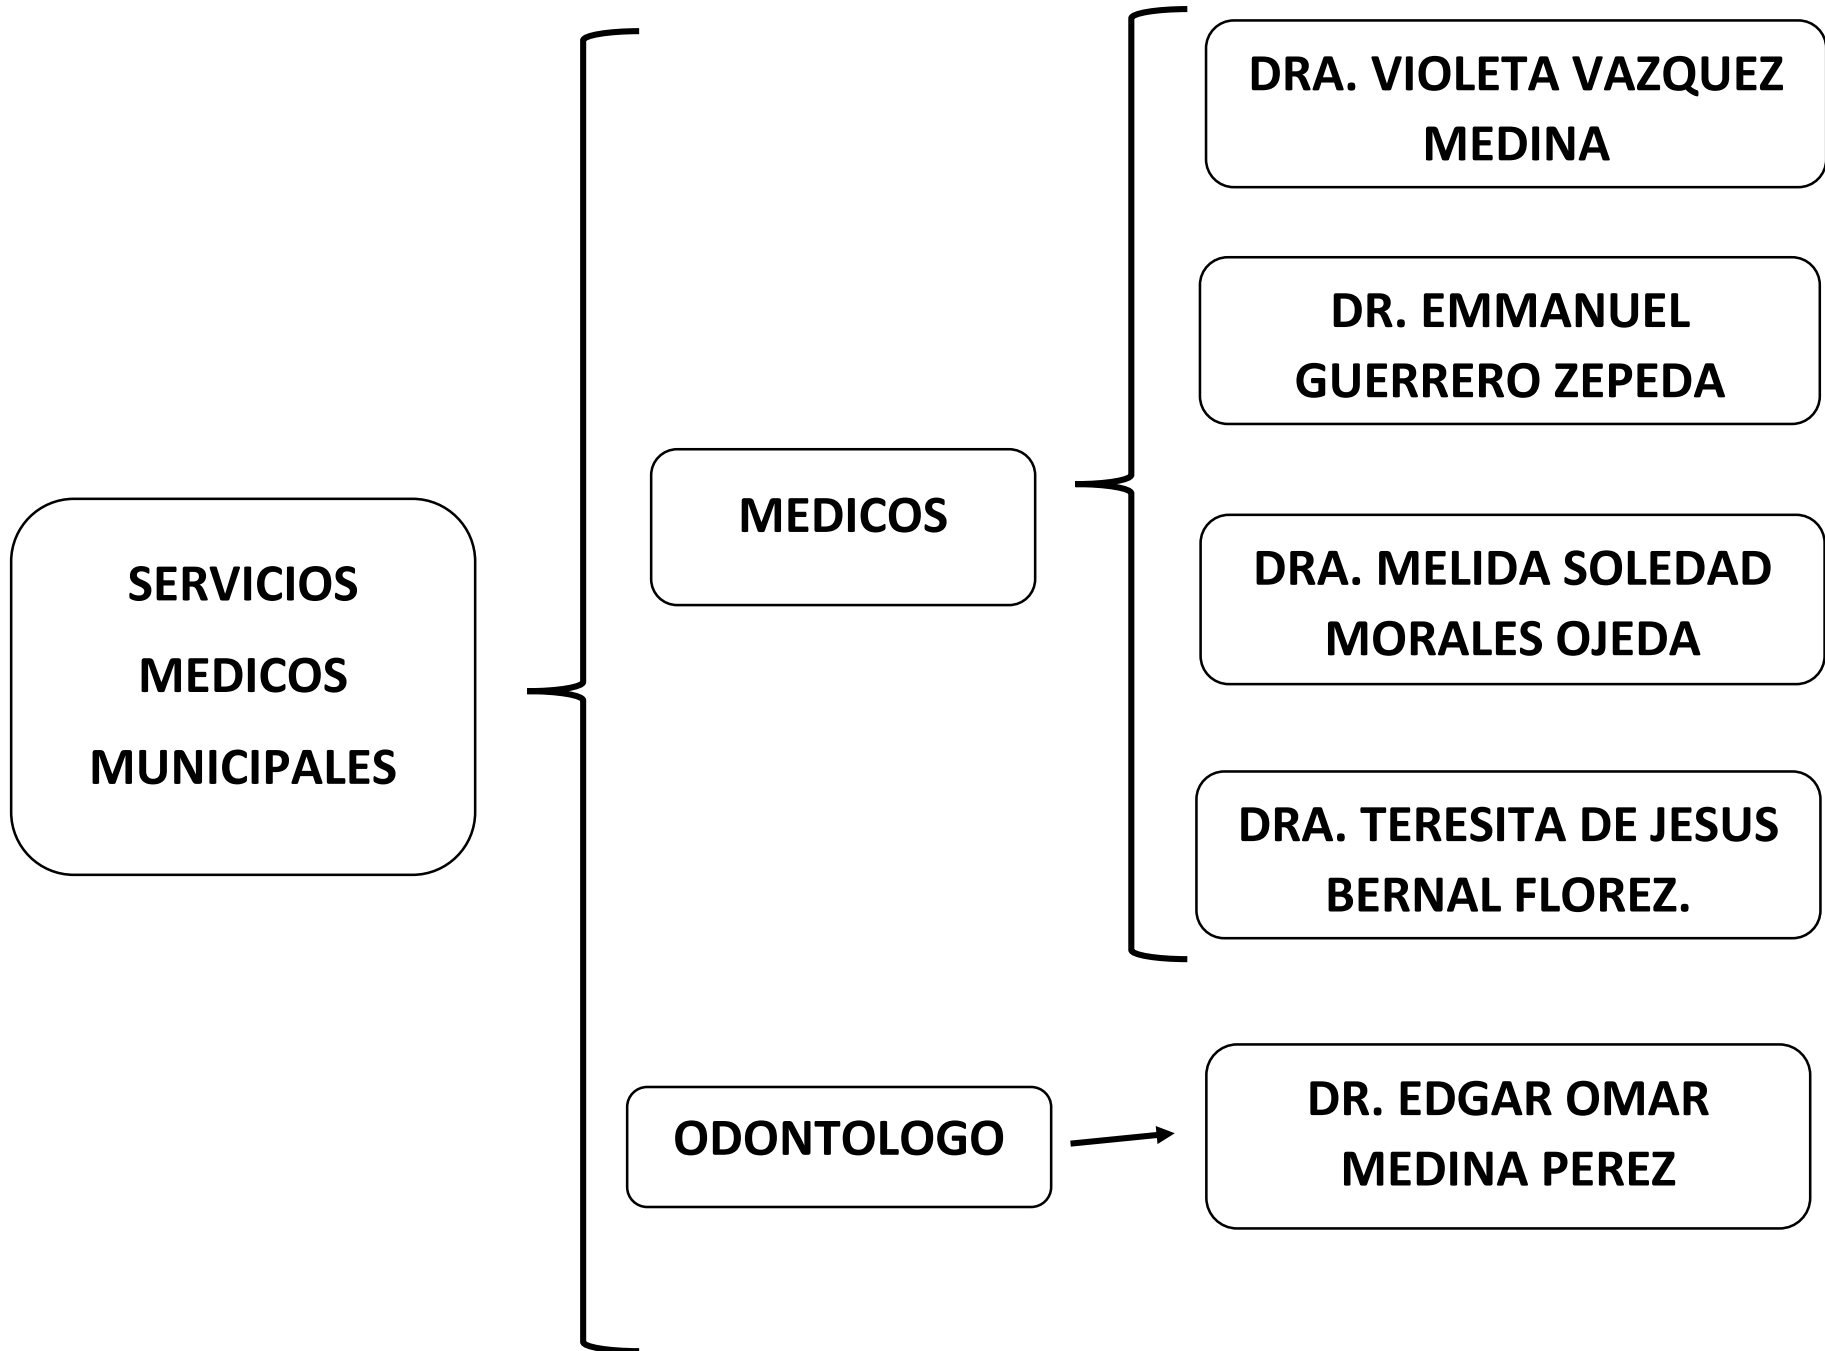 SERVICIOS
MEDICOS
MUNICIPALES
MEDICOS
DRA. VIOLETA VAZQUEZ
MEDINA
DR. EMMANUEL
GUERRERO ZEPEDA
DRA. MELIDA SOLEDAD
MORALES OJEDA
DRA. TERESITA DE JESUS
BERNAL FLOREZ.
ODONTOLOGO
DR. EDGAR OMAR
MEDINA PEREZ